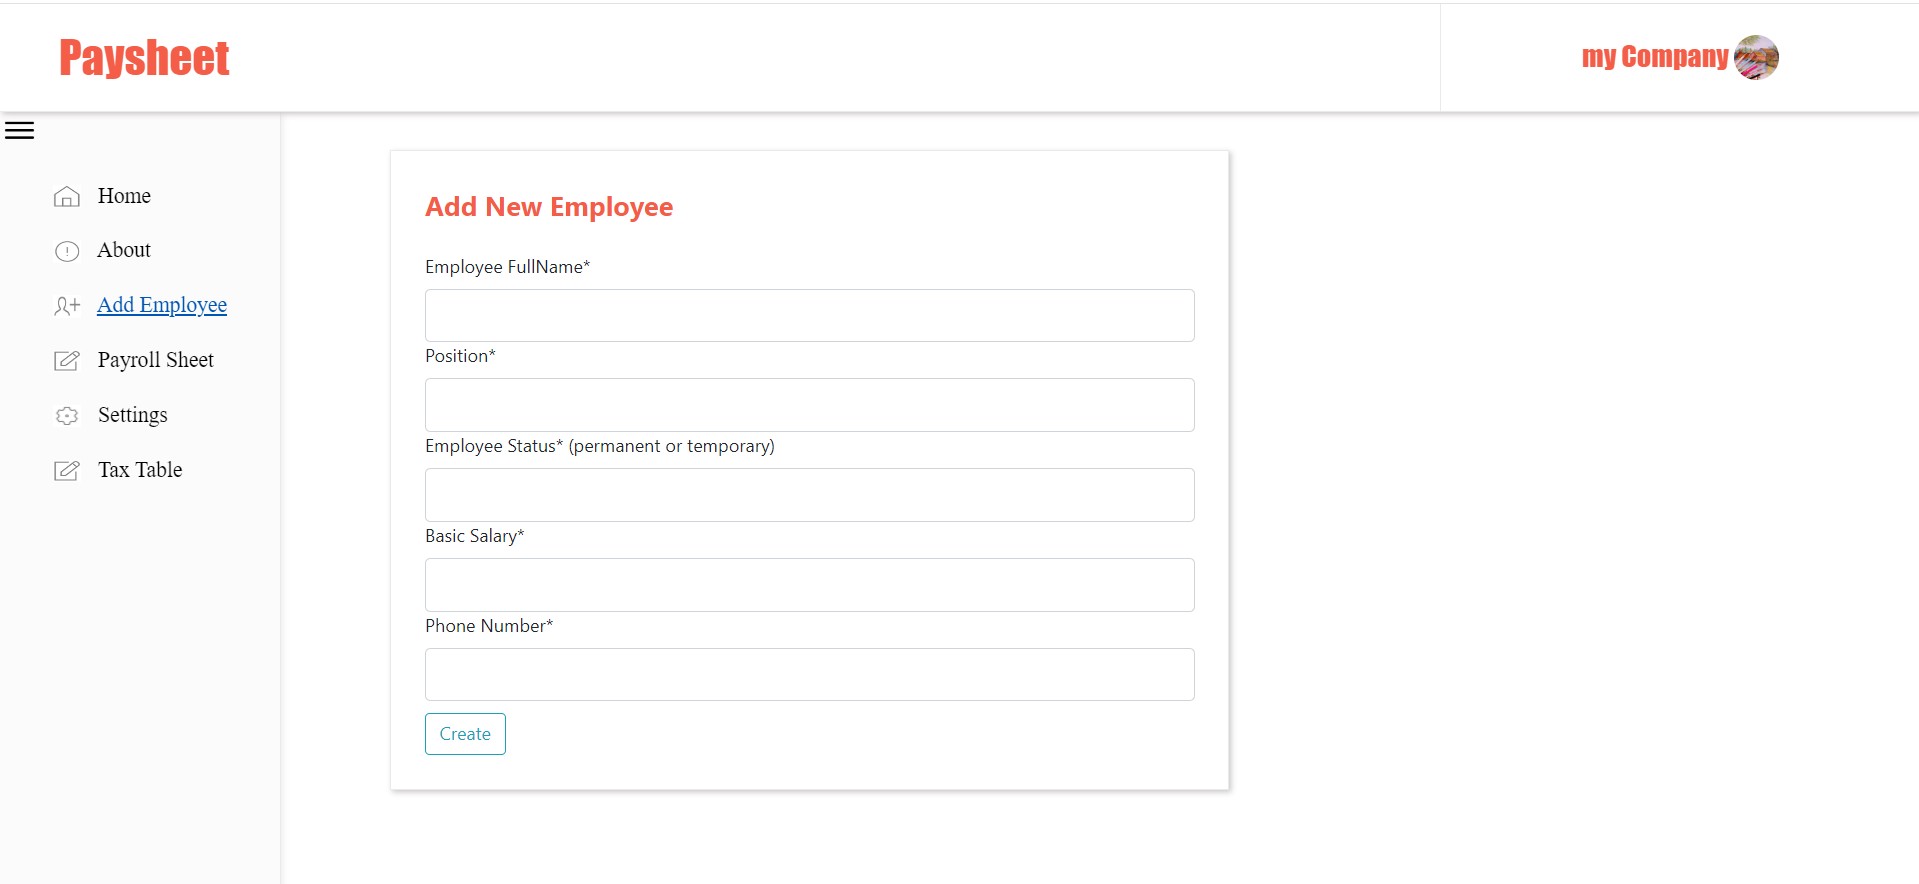 Paysheet
my Company
Home
About
Add Employee
Payroll Sheet
Settings
Tax Table
Add New Employee
Employee FullName*
Position*
Employee Status* (permanent or temporary)
Basic Salary*
Phone Number*
Create